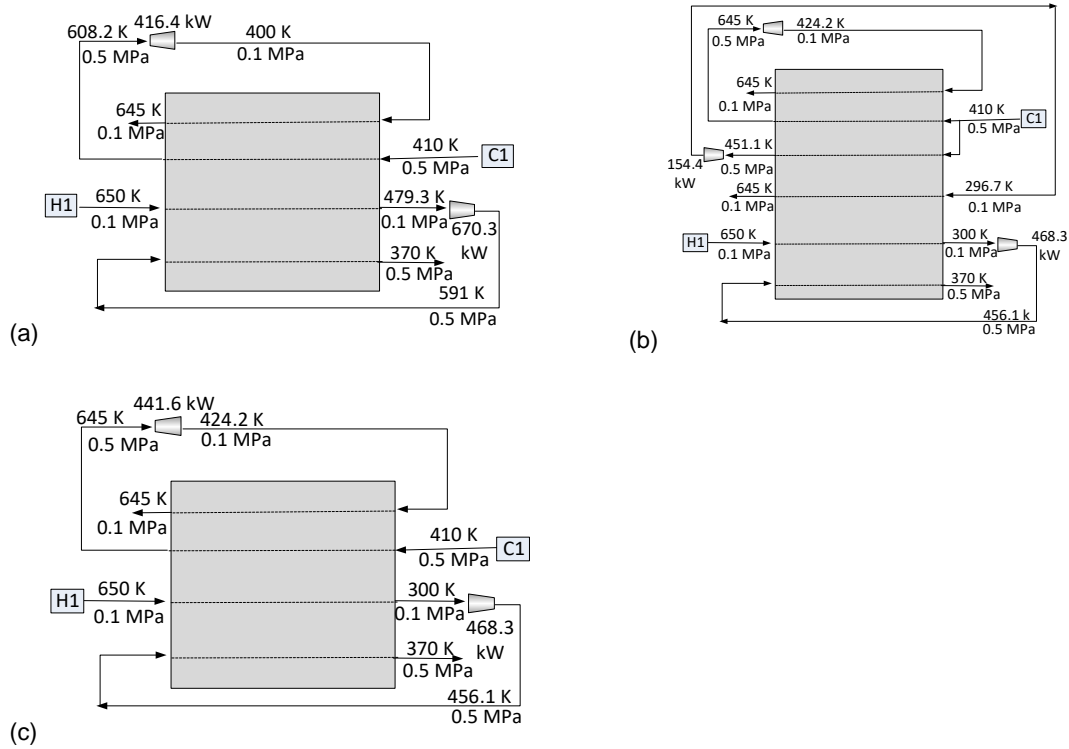 416.4 kW
608.2 K
400 K
0.5 MPa
0.1 MPa
645 K
0.1 MPa
410 K
C1
0.5 MPa
650 K
479.3 K
H1
0.1 MPa
0.1 MPa
670.3
kW
370 K
0.5 MPa
591 K
0.5 MPa
(a)
645 K
424.2 K
0.5 MPa
0.1 MPa
645 K
0.1 MPa
410 K
C1
0.5 MPa
451.1 K
154.4
0.5 MPa
kW
645 K
296.7 K
0.1 MPa
0.1 MPa
650 K
300 K
468.3
H1
0.1 MPa
0.1 MPa
kW
370 K
0.5 MPa
456.1 k
0.5 MPa
(b)
441.6 kW
645 K
424.2 K
0.5 MPa
0.1 MPa
645 K
0.1 MPa
410 K
C1
0.5 MPa
650 K
300 K
H1
0.1 MPa
0.1 MPa
468.3
kW
370 K
0.5 MPa
456.1 K
0.5 MPa
(c)